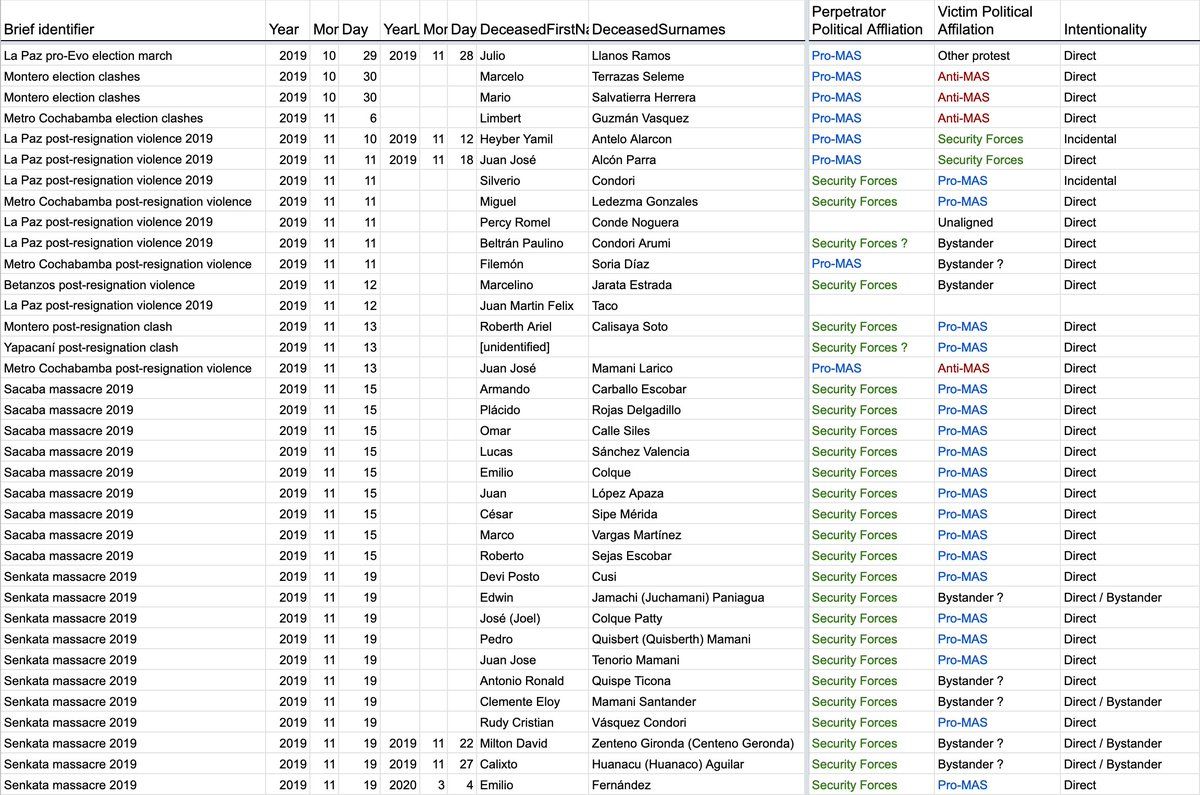 Brief identifier Year Mor Day YearL Mor Day DeceasedFirstNa DeceasedSurnames Perpetrator Political Affliation Victim Political Affilation Intentionality
La Paz pro-Evo election march 2019 10 29 2019 11 28 Julio Llanos Ramos Pro-MAS Other protest Direct
Montero election clashes 2019 10 30 Marcelo Terrazas Seleme Pro-MAS Anti-MAS Direct
Montero election clashes 2019 10 30 Mario Salvatierra Herrera Pro-MAS Anti-MAS Direct
Metro Cochabamba election clashes 2019 11 6 Limbert Guzmán Vasquez Pro-MAS Anti-MAS Direct
La Paz post-resignation violence 2019 2019 11 10 2019 11 12 Heyber Yamil Antelo Alarcon Pro-MAS Security Forces Incidental
La Paz post-resignation violence 2019 2019 11 11 2019 11 18 Juan José Alcón Parra Pro-MAS Security Forces Direct
La Paz post-resignation violence 2019 2019 11 11 Silverio Condori Security Forces Pro-MAS Incidental
Metro Cochabamba post-resignation violence 2019 11 11 Miguel Ledezma Gonzales Security Forces Pro-MAS Direct
La Paz post-resignation violence 2019 2019 11 11 Percy Romel Conde Noguera Unaligned Direct
La Paz post-resignation violence 2019 2019 11 11 Beltrán Paulino Condori Arumi Security Forces ? Bystander Direct
Metro Cochabamba post-resignation violence 2019 11 11 Filemón Soria Díaz Pro-MAS Bystander ? Direct
Betanzos post-resignation violence 2019 11 12 Marcelino Jarata Estrada Security Forces Bystander Direct
La Paz post-resignation violence 2019 2019 11 12 Juan Martin Felix Taco
Montero post-resignation clash 2019 11 13 Roberth Ariel Calisaya Soto Security Forces Pro-MAS Direct
Yapacaní post-resignation clash 2019 11 13 [unidentified] Security Forces ? Pro-MAS Direct
Metro Cochabamba post-resignation violence 2019 11 13 Juan José Mamani Larico Pro-MAS Anti-MAS Direct
Sacaba massacre 2019 2019 11 15 Armando Carballo Escobar Security Forces Pro-MAS Direct
Sacaba massacre 2019 2019 11 15 Plácido Rojas Delgadillo Security Forces Pro-MAS Direct
Sacaba massacre 2019 2019 11 15 Omar Calle Siles Security Forces Pro-MAS Direct
Sacaba massacre 2019 2019 11 15 Lucas Sánchez Valencia Security Forces Pro-MAS Direct
Sacaba massacre 2019 2019 11 15 Emilio Colque Security Forces Pro-MAS Direct
Sacaba massacre 2019 2019 11 15 Juan López Apaza Security Forces Pro-MAS Direct
Sacaba massacre 2019 2019 11 15 César Sipe Mérida Security Forces Pro-MAS Direct
Sacaba massacre 2019 2019 11 15 Marco Vargas Martínez Security Forces Pro-MAS Direct
Sacaba massacre 2019 2019 11 15 Roberto Sejas Escobar Security Forces Pro-MAS Direct
Senkata massacre 2019 2019 11 19 Devi Posto Cusi Security Forces Pro-MAS Direct
Senkata massacre 2019 2019 11 19 Edwin Jamachi (Juchamani) Paniagua Security Forces Bystander ? Direct / Bystander
Senkata massacre 2019 2019 11 19 José (Joel) Colque Patty Security Forces Pro-MAS Direct
Senkata massacre 2019 2019 11 19 Pedro Quisbert (Quisberth) Mamani Security Forces Pro-MAS Direct
Senkata massacre 2019 2019 11 19 Juan Jose Tenorio Mamani Security Forces Pro-MAS Direct
Senkata massacre 2019 2019 11 19 Antonio Ronald Quispe Ticona Security Forces Bystander ? Direct
Senkata massacre 2019 2019 11 19 Clemente Eloy Mamani Santander Security Forces Bystander ? Direct / Bystander
Senkata massacre 2019 2019 11 19 Rudy Cristian Vásquez Condori Security Forces Pro-MAS Direct
Senkata massacre 2019 2019 11 19 2019 11 22 Milton David Zenteno Gironda (Centeno Geronda) Security Forces Bystander ? Direct / Bystander
Senkata massacre 2019 2019 11 19 2019 11 27 Calixto Huanacu (Huanaco) Aguilar Security Forces Bystander ? Direct / Bystander
Senkata massacre 2019 2019 11 19 2020 3 4 Emilio Fernández Security Forces Pro-MAS Direct